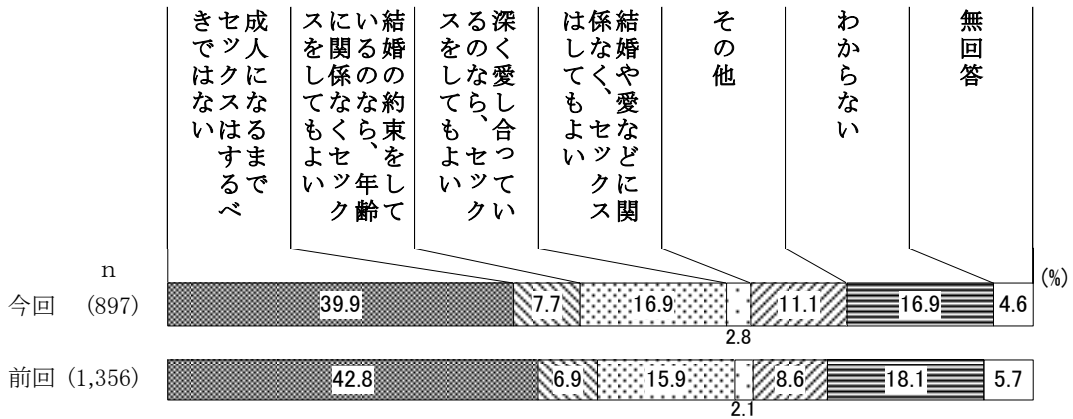 成人になるまで
セックスはするべ
きではない
結婚の約束をして
いるのなら、年齢
に関係なくセック
スをしてもよい
深く愛し合ってい
るのなら、セック
スをしてもよい
結婚や愛などに関
係なく、セックス
はしてもよい
その他
わからない
無回答
n
(%)
今回 (897) 39.9 7.7 16.9 2.8 11.1 16.9 4.6
前回 (1,356) 42.8 6.9 15.9 2.1 8.6 18.1 5.7